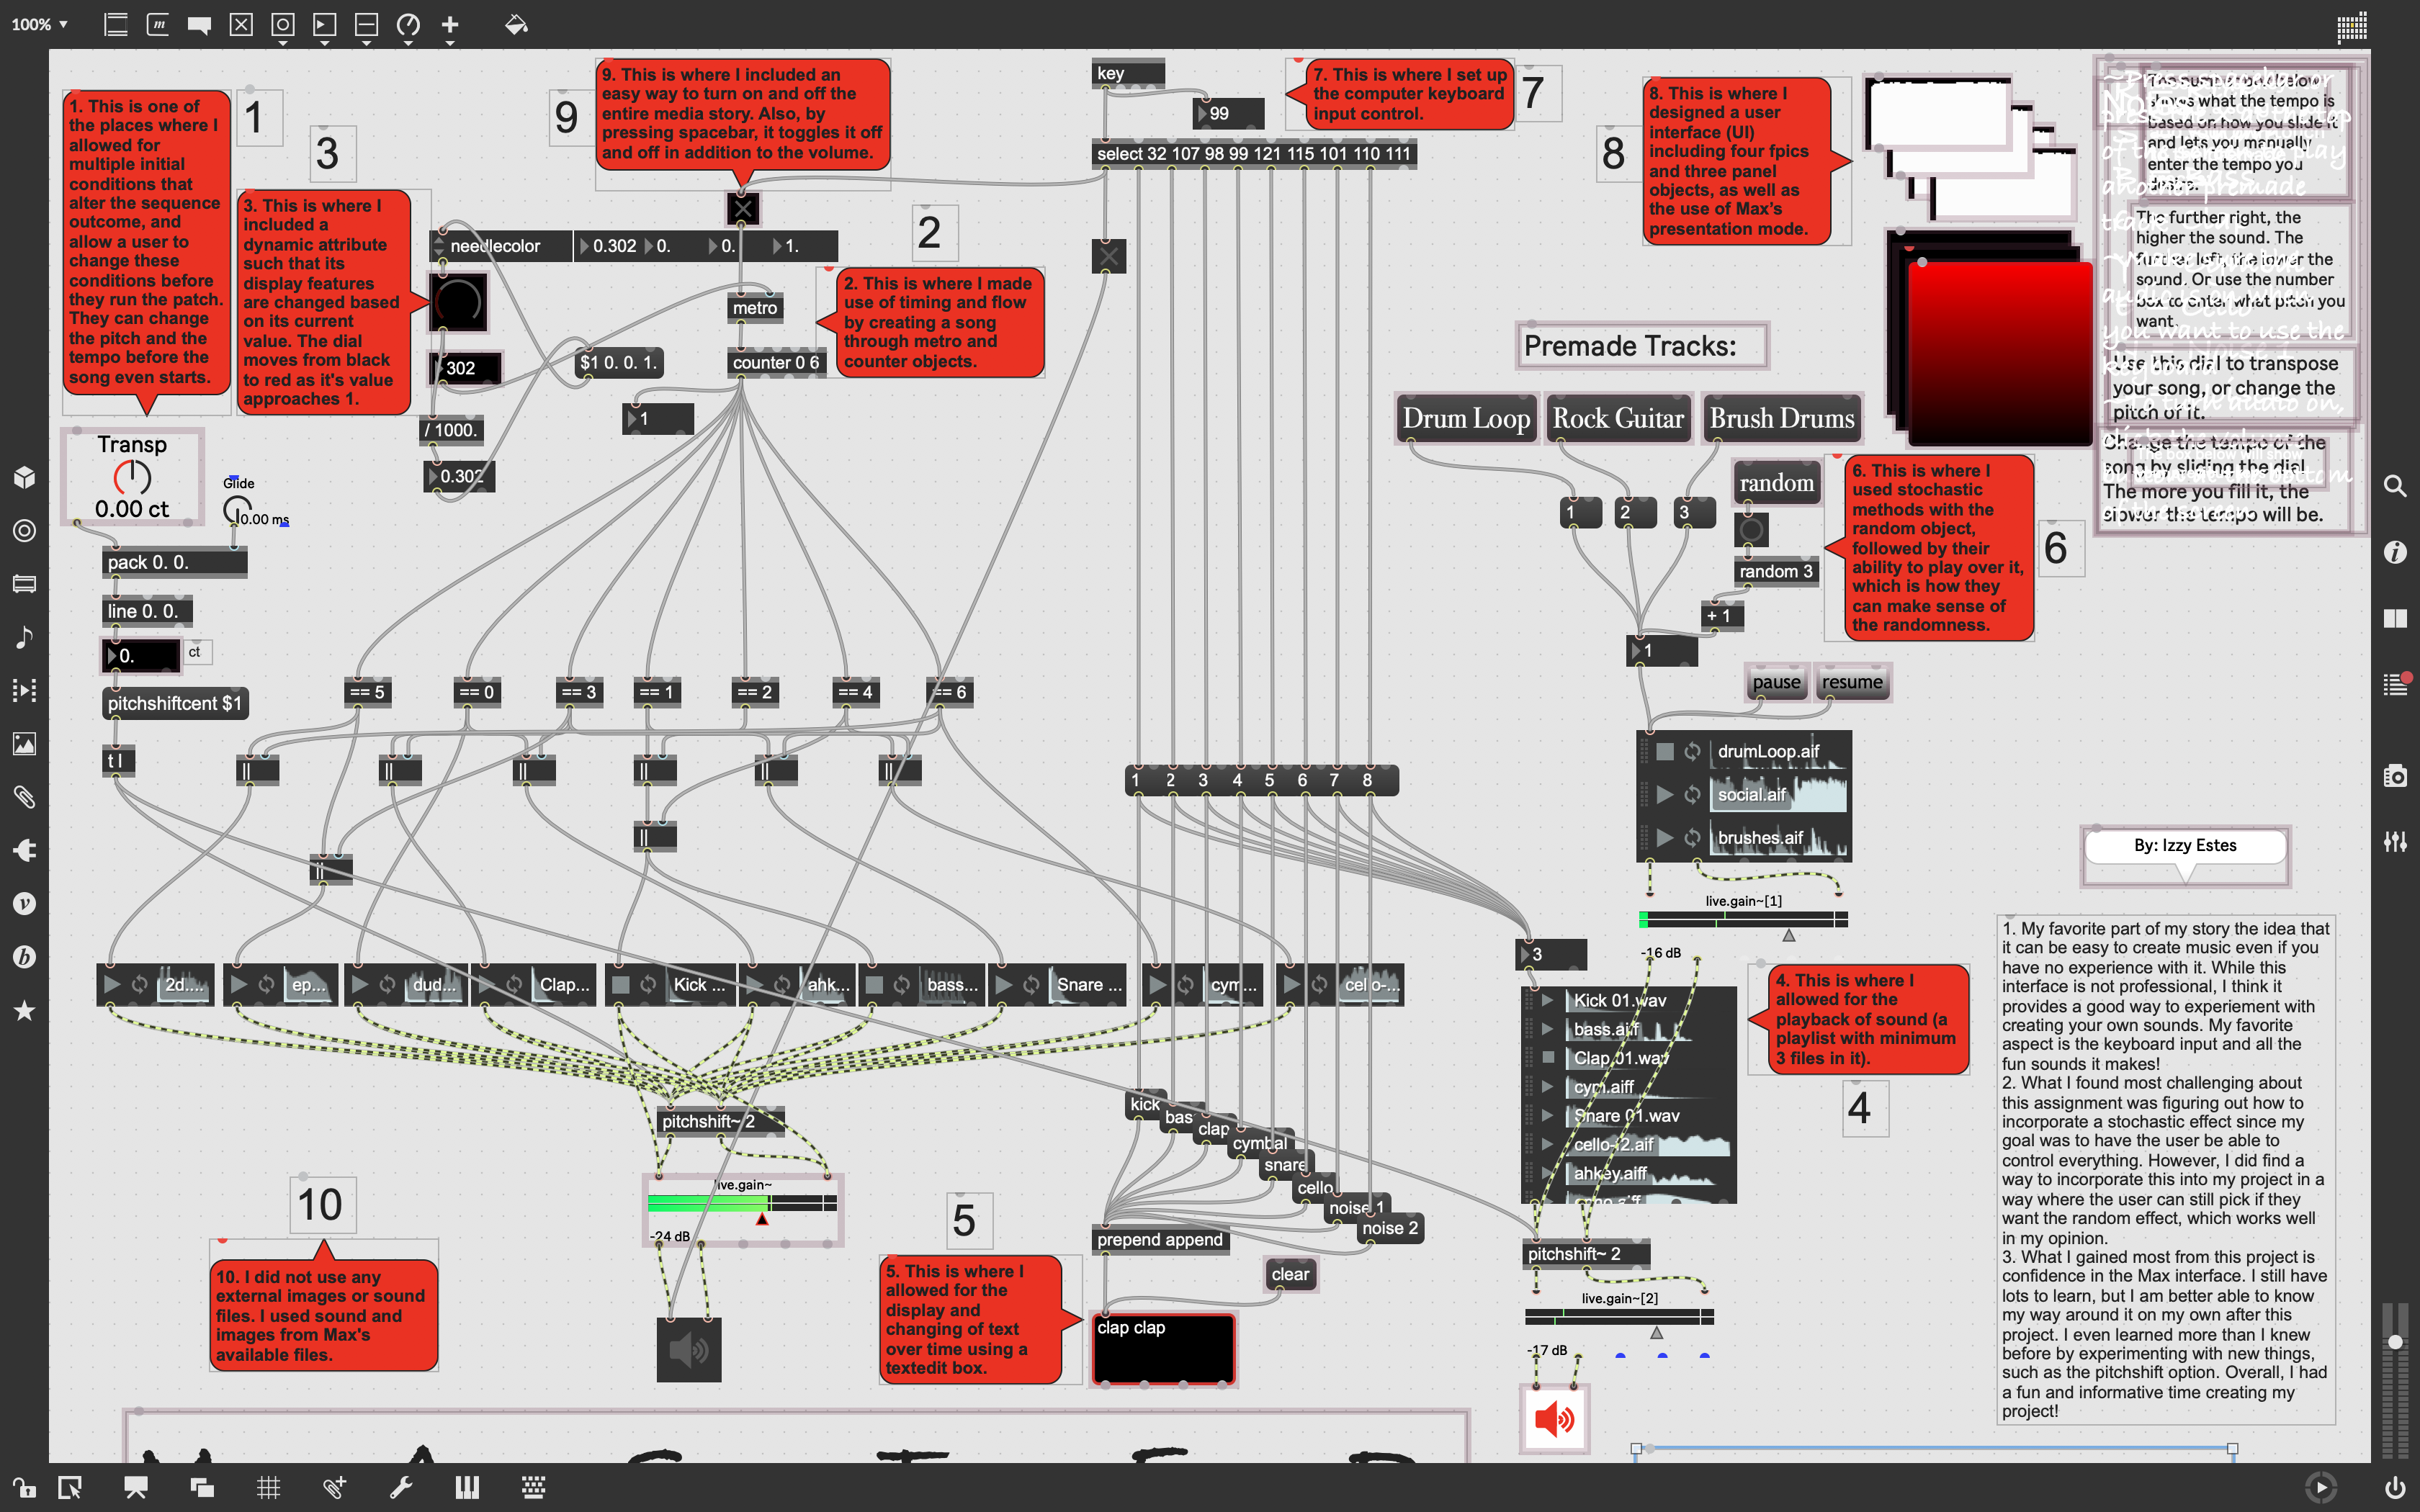 100%
1. This is one of
the places where I
allowed for
multiple initial
conditions that
alter the sequence
outcome, and
allow a user to
change these
conditions before
they run the patch.
They can change
the pitch and the
tempo before the
song even starts.
1
3
3. This is where I
included a
dynamic attribute
such that its
display features
are changed based
on its current
value. The dial
moves from black
to red as it's value
approaches 1.
9
9. This is where I included an
easy way to turn on and off the
entire media story. Also, by
pressing spacebar, it toggles it off
and off in addition to the volume.
needlecolor
0.302
0.
0.
1.
302
/ 1000.
0.302
$1 0. 0. 1.
metro
counter 0 6
1
2
2. This is where I made
use of timing and flow
by creating a song
through metro and
counter objects.
key
99
select 32 107 98 99 121 115 101 110 111
7. This is where I set up
the computer keyboard
input control.
7
8
8. This is where I
designed a user
interface (UI)
including four fpics
and three panel
objects, as well as
the use of Max's
presentation mode.
shows what the tempo is
based on how you slide it
and lets you manually
enter the tempo you
desire.
The further right, the
higher the sound. The
further left, the lower the
sound. Or use the number
box to enter what pitch you
want.
Use this dial to transpose
your song, or change the
pitch of it.
Change the tempo of the
song by sliding the dial.
The more you fill it, the
slower the tempo will be.
Premade Tracks:
Drum Loop
Rock Guitar
Brush Drums
1
2
3
random
random 3
+ 1
1
6. This is where I
used stochastic
methods with the
random object,
followed by their
ability to play over it,
which is how they
can make sense of
the randomness.
6
pause
resume
drumLoop.aif
social.aif
brushes.aif
live.gain~[1]
-16 dB
Transp
0.00 ct
Glide
0.00 ms
pack 0. 0.
line 0. 0.
0.
ct
pitchshiftcent $1
t l
== 5
== 0
== 3
== 1
== 2
== 4
== 6
||
||
||
||
||
||
||
||
1 2 3 4 5 6 7 8
2d....
ep...
dud...
Clap...
Kick ...
ahk...
bass...
Snare ...
cym...
cello-...
pitchshift~ 2
live.gain~
-24 dB
10
10. I did not use any
external images or sound
files. I used sound and
images from Max's
available files.
5
5. This is where I
allowed for the
display and
changing of text
over time using a
textedit box.
kick
bas
clap
cymbal
snare
cello
noise 1
noise 2
prepend append
clear
clap clap
3
Kick 01.wav
bass.aif
Clap 01.wav
cym.aiff
Snare 01.wav
cello-f2.aif
ahkey.aiff
pitchshift~ 2
live.gain~[2]
-17 dB
4. This is where I
allowed for the
playback of sound (a
playlist with minimum
3 files in it).
4
By: Izzy Estes
1. My favorite part of my story the idea that
it can be easy to create music even if you
have no experience with it. While this
interface is not professional, I think it
provides a good way to experiement with
creating your own sounds. My favorite
aspect is the keyboard input and all the
fun sounds it makes!
2. What I found most challenging about
this assignment was figuring out how to
incorporate a stochastic effect since my
goal was to have the user be able to
control everything. However, I did find a
way to incorporate this into my project in a
way where the user can still pick if they
want the random effect, which works well
in my opinion.
3. What I gained most from this project is
confidence in the Max interface. I still have
lots to learn, but I am better able to know
my way around it on my own after this
project. I even learned more than I knew
before by experimenting with new things,
such as the pitchshift option. Overall, I had
a fun and informative time creating my
project!